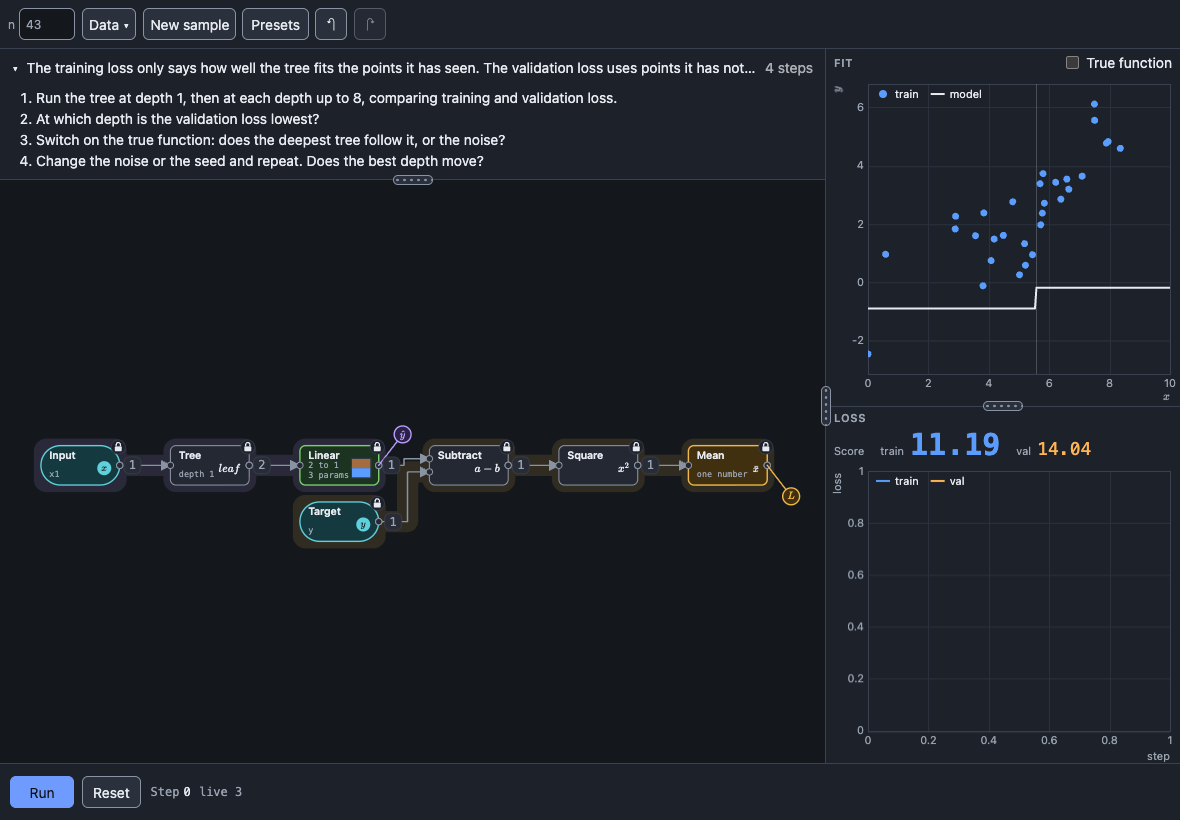 n 43 Data ▾ New sample Presets
▾ The training loss only says how well the tree fits the points it has seen. The validation loss uses points it has not... 4 steps
1. Run the tree at depth 1, then at each depth up to 8, comparing training and validation loss.
2. At which depth is the validation loss lowest?
3. Switch on the true function: does the deepest tree follow it, or the noise?
4. Change the noise or the seed and repeat. Does the best depth move?
Input
x1
x
1
Tree
depth 1 leaf
2
Linear
2 to 1
3 params
ŷ
1
Target
y
y
1
Subtract
a − b
1
Square
x²
1
Mean
one number x̄
L
Run Reset Step 0 live 3
FIT True function
ŷ
train model
6
4
2
0
-2
0 2 4 6 8 10
x
LOSS
Score train 11.19 val 14.04
loss
train val
1
0.8
0.6
0.4
0.2
0
0 0.2 0.4 0.6 0.8 1
step